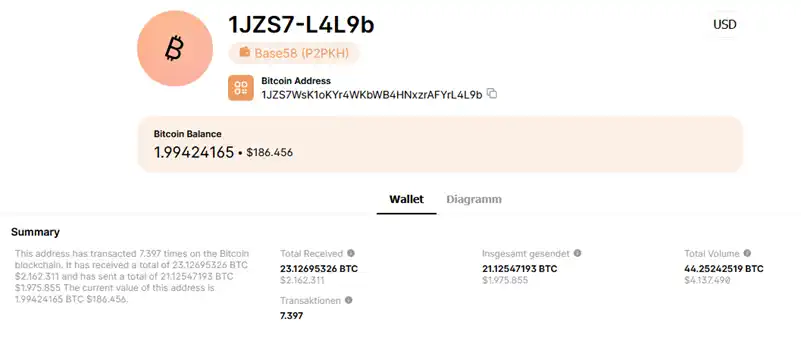 1JZS7-L4L9b
USD
Base58 (P2PKH)
Bitcoin Address
1JZS7WsK1oKYr4WKbWB4HNxzrAFYrL4L9b
Bitcoin Balance
1.99424165 • $186.456
Wallet Diagramm
Summary
This address has transacted 7.397 times on the Bitcoin
blockchain. It has received a total of 23.12695326 BTC
$2.162.311 and has sent a total of 21.12547193 BTC
$1.975.855 The current value of this address is
1.99424165 BTC $186.456.
Total Received
23.12695326 BTC
$2.162.311
Insgesamt gesendet
21.12547193 BTC
$1.975.855
Total Volume
44.25242519 BTC
$4.137.490
Transaktionen
7.397